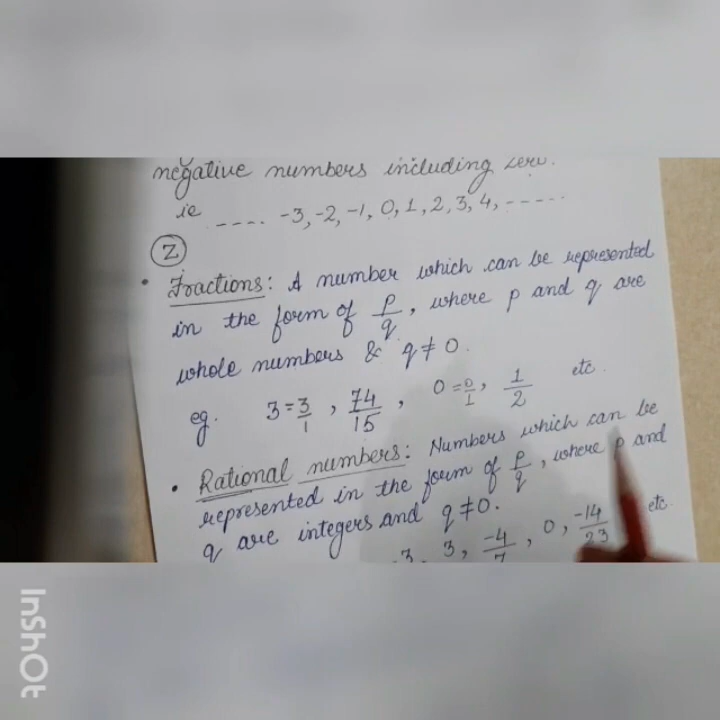 negative numbers including zero.
ie ---- -3, -2, -1, 0, 1, 2, 3, 4, -----
Z
• Fractions: A number which can be represented
in the form of p/q, where p and q are
whole numbers & q ≠ 0.
eg. 3 = 3/1, 74/15, 0 = 0/1, 1/2 etc.
• Rational numbers: Numbers which can be
represented in the form of p/q, where p and
q are integers and q ≠ 0.
3, -4/7, 0, -14/23 etc.
InShOt